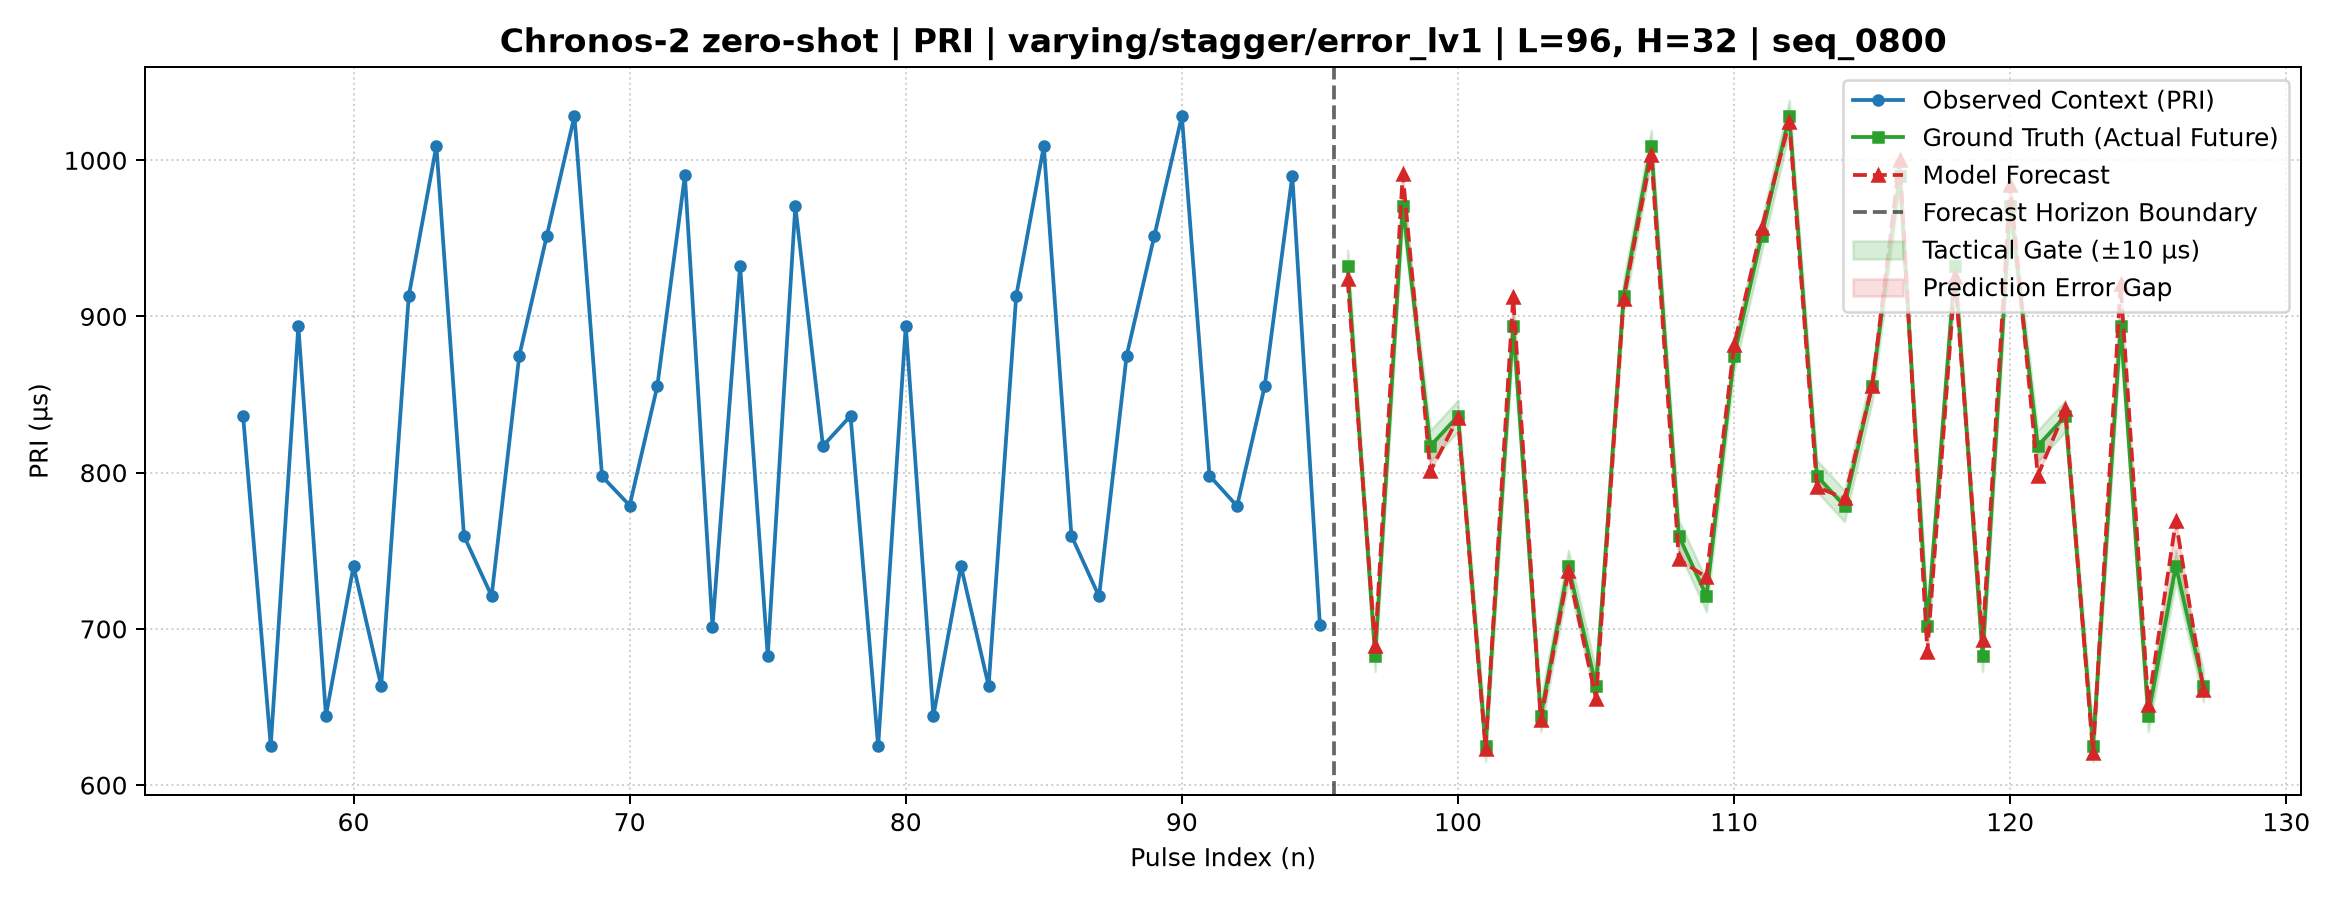 Chronos-2 zero-shot | PRI | varying/stagger/error_lv1 | L=96, H=32 | seq_0800
PRI (µs)
1000
900
800
700
600
Observed Context (PRI)
Ground Truth (Actual Future)
Model Forecast
Forecast Horizon Boundary
Tactical Gate (±10 µs)
Prediction Error Gap
60 70 80 90 100 110 120 130
Pulse Index (n)